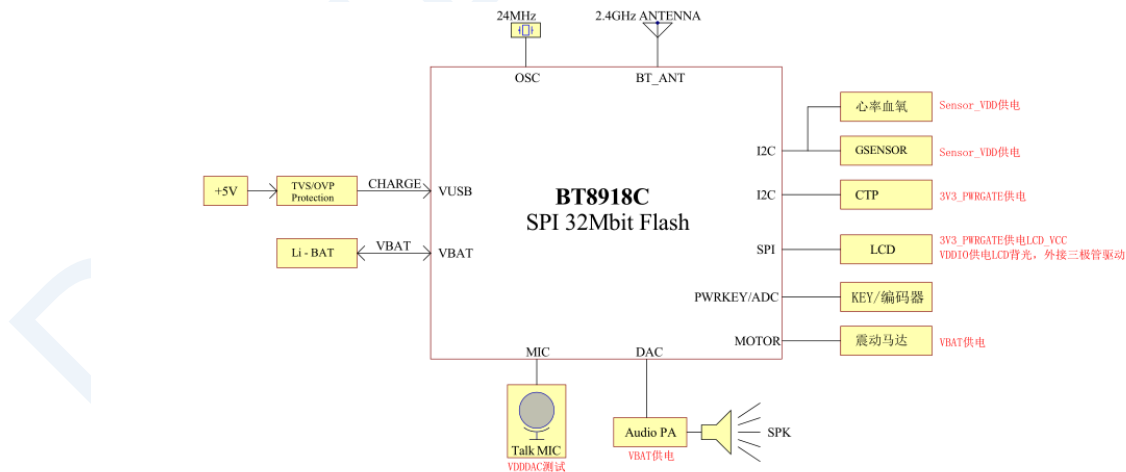 24MHz
2.4GHz ANTENNA
OSC
BT_ANT
心率血氧
Sensor_VDD供电
I2C
GSENSOR
Sensor_VDD供电
+5V
TVS/OVP
Protection
CHARGE
VUSB
BT8918C
SPI 32Mbit Flash
I2C
CTP
3V3_PWRGATE供电
Li - BAT
VBAT
VBAT
SPI
LCD
3V3_PWRGATE供电LCD_VCC
VDDIO供电LCD背光，外接三极管驱动
PWRKEY/ADC
KEY/编码器
MOTOR
震动马达
VBAT供电
MIC
DAC
Talk MIC
VDDDAC测试
Audio PA
VBAT供电
SPK